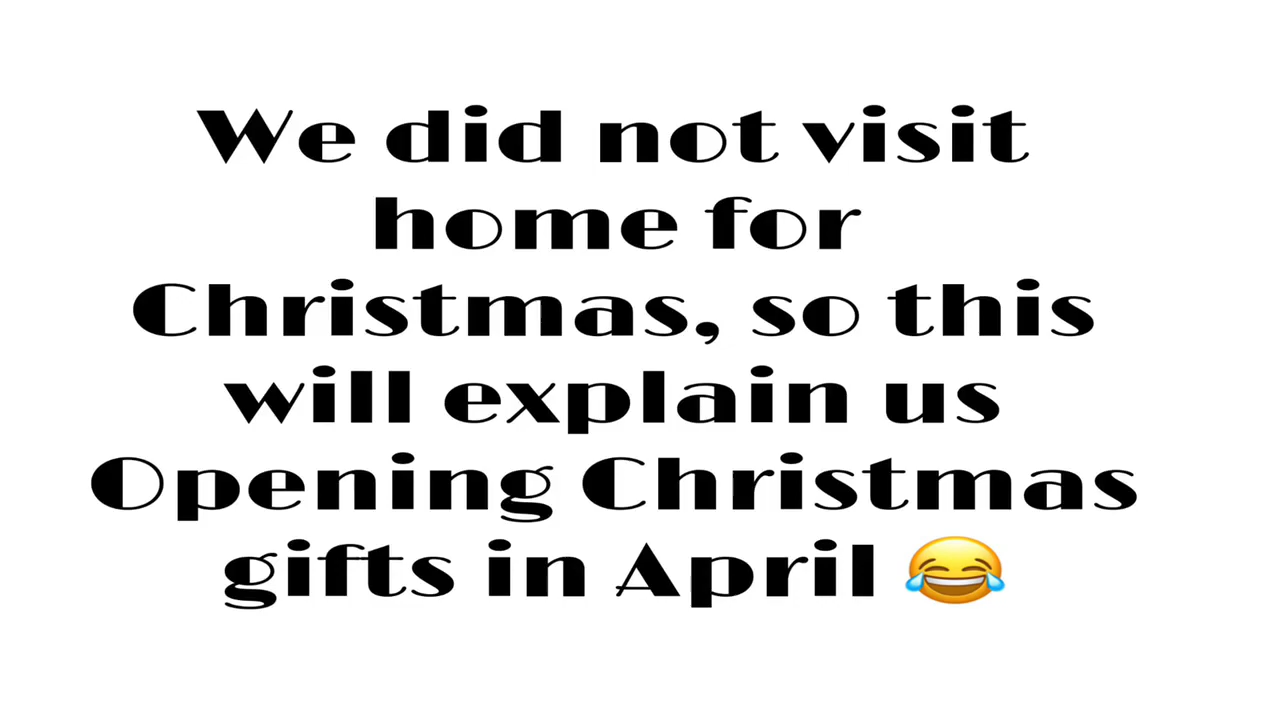 We did not visit
home for
Christmas, so this
will explain us
Opening Christmas
gifts in April 😂